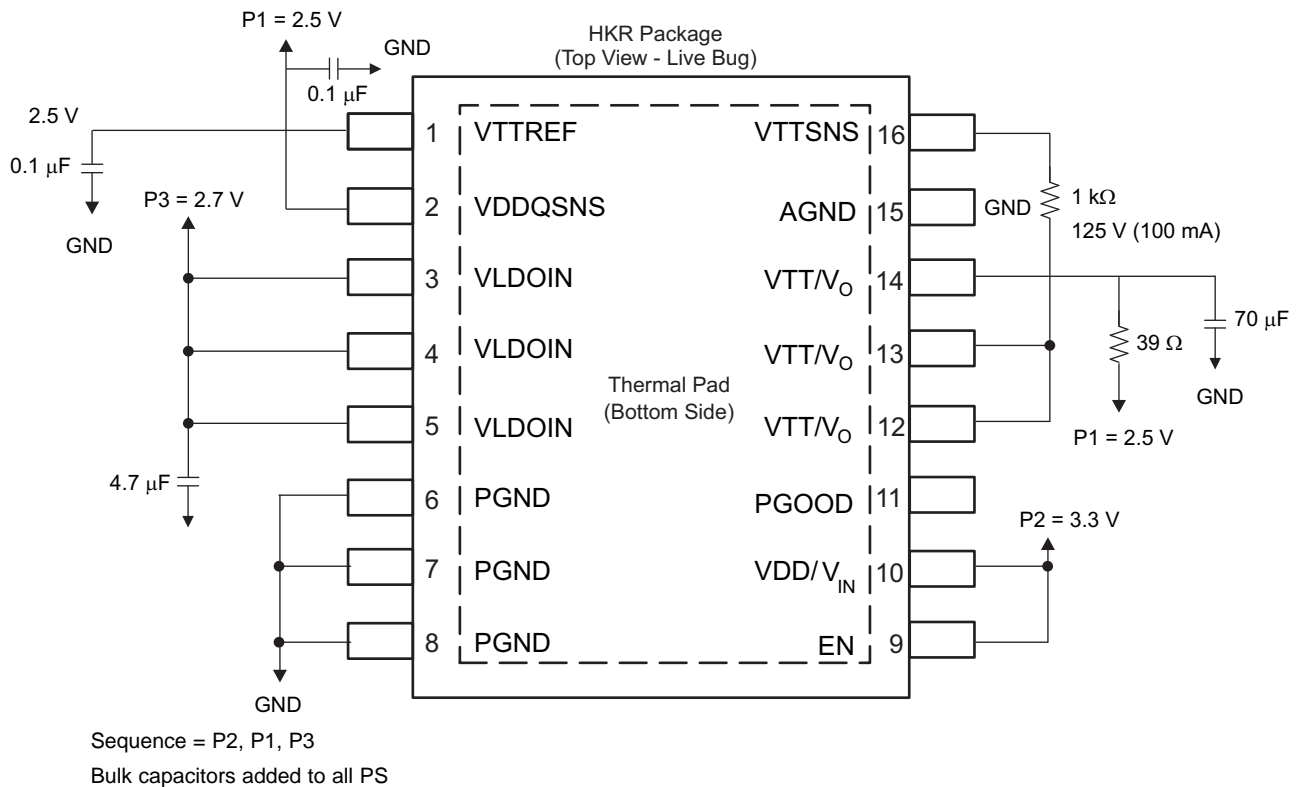 P1 = 2.5 V
GND
0.1 μF
HKR Package
(Top View - Live Bug)
2.5 V
0.1 μF
GND
P3 = 2.7 V
4.7 μF
GND
1 VTTREF
2 VDDQSNS
3 VLDOIN
4 VLDOIN
5 VLDOIN
6 PGND
7 PGND
8 PGND
Thermal Pad
(Bottom Side)
VTTSNS 16
AGND 15
VTT/VO 14
VTT/VO 13
VTT/VO 12
PGOOD 11
VDD/VIN 10
EN 9
GND
1 kΩ
125 V (100 mA)
70 μF
39 Ω
GND
P1 = 2.5 V
P2 = 3.3 V
Sequence = P2, P1, P3
Bulk capacitors added to all PS